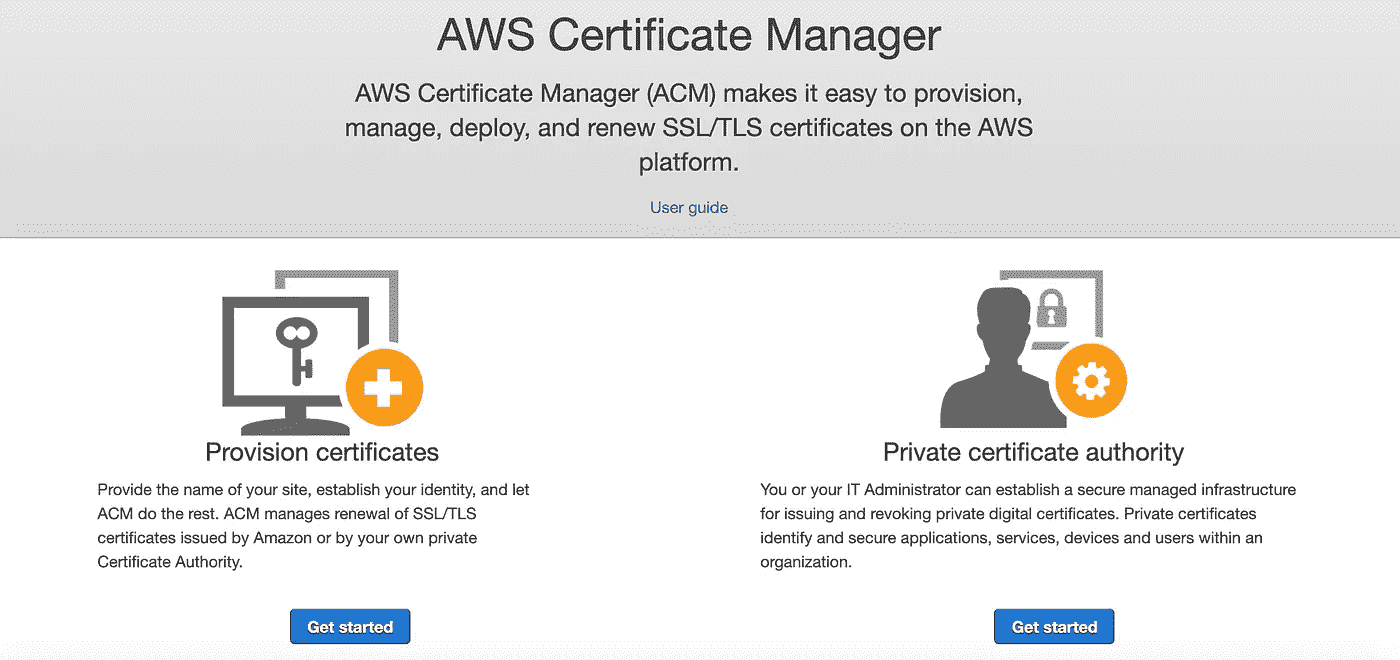 AWS Certificate Manager
AWS Certificate Manager (ACM) makes it easy to provision,
manage, deploy, and renew SSL/TLS certificates on the AWS
platform.
User guide
Provision certificates
Provide the name of your site, establish your identity, and let
ACM do the rest. ACM manages renewal of SSL/TLS
certificates issued by Amazon or by your own private
Certificate Authority.
Get started
Private certificate authority
You or your IT Administrator can establish a secure managed infrastructure
for issuing and revoking private digital certificates. Private certificates
identify and secure applications, services, devices and users within an
organization.
Get started